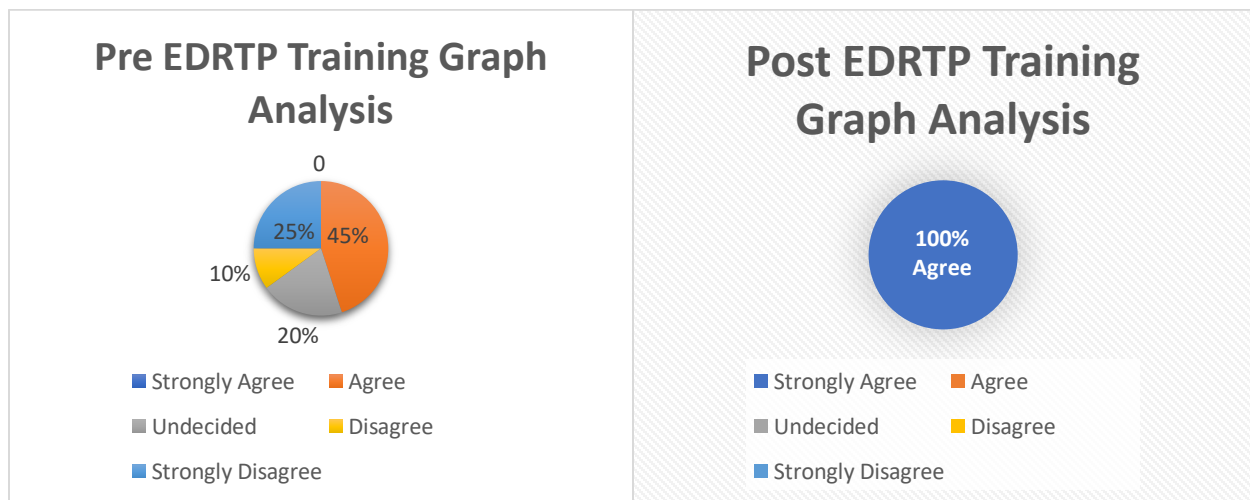 Pre EDRTP Training Graph
Analysis
0
25%
45%
10%
20%
Strongly Agree
Agree
Undecided
Disagree
Strongly Disagree
Post EDRTP Training
Graph Analysis
100%
Agree
Strongly Agree
Agree
Undecided
Disagree
Strongly Disagree